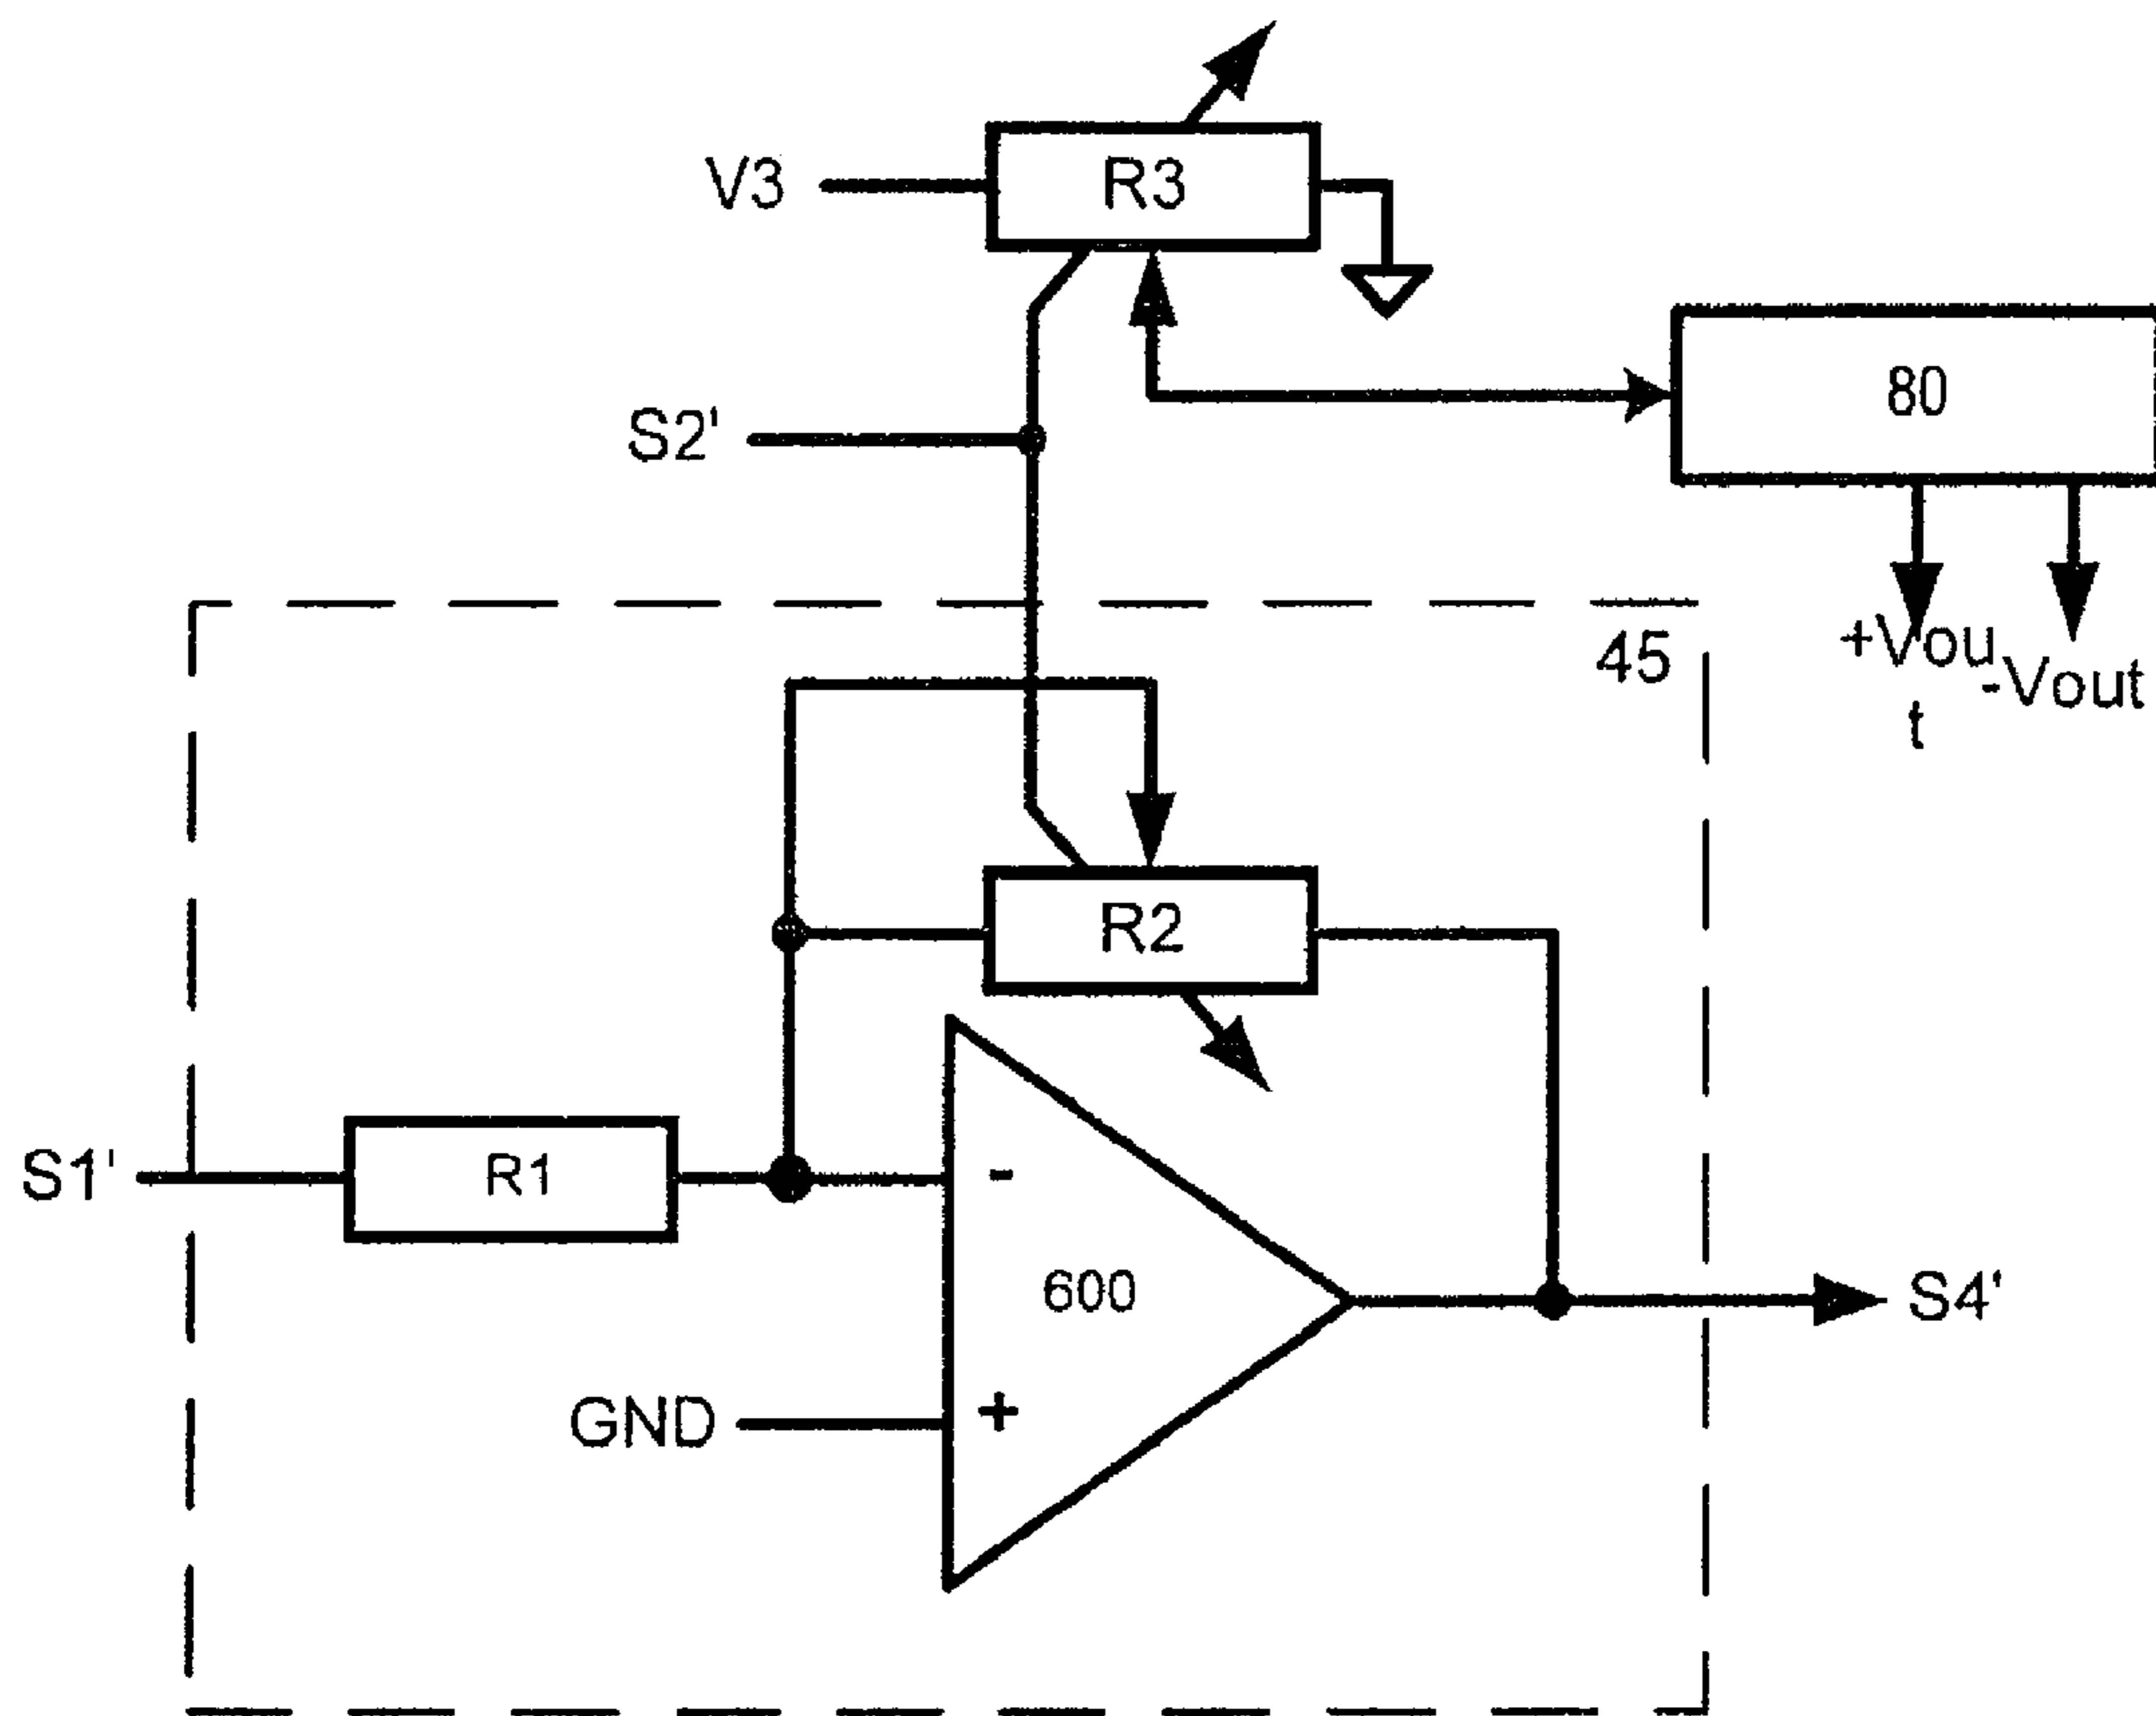 V3
R3
80
S2'
45
+Vou
t
-Vout
R2
S1'
R1
-
600
S4'
GND
+